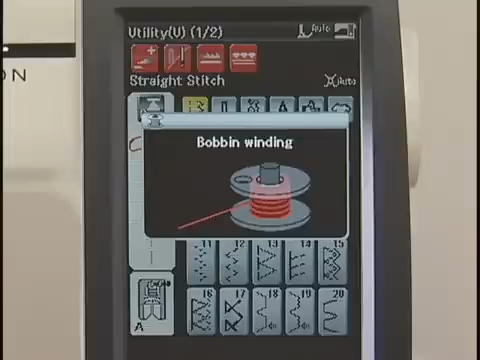 ON
Utility(V) (1/2)
Auto
Straight Stitch
Auto
Bobbin winding
11 12 13 14 15
16 17 18 19 20
A